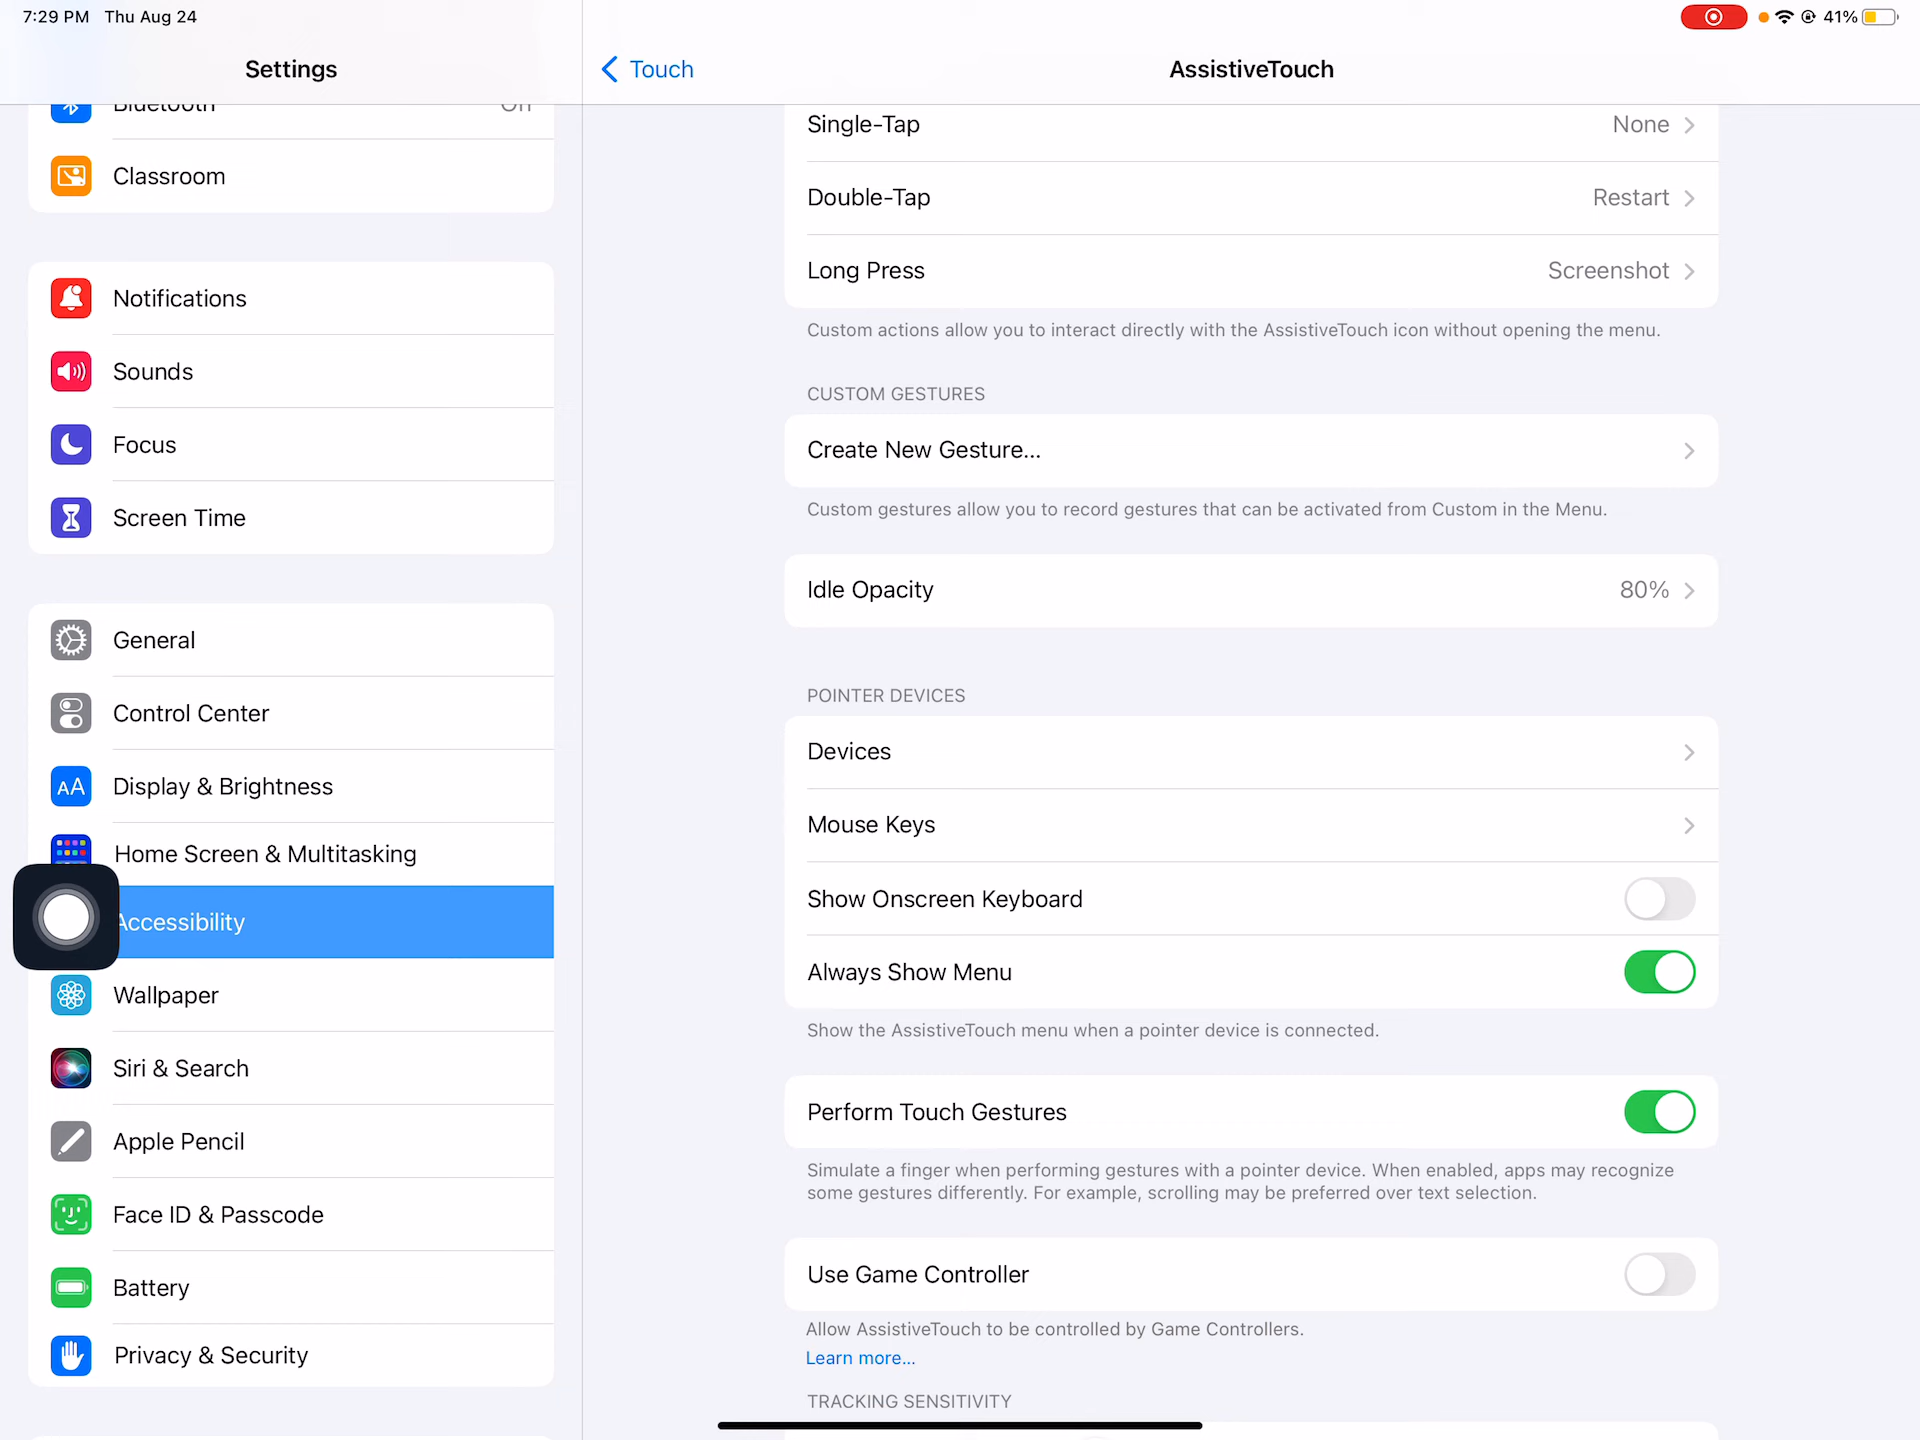 7:29 PM Thu Aug 24
41%
Settings
Bluetooth On
Classroom
Notifications
Sounds
Focus
Screen Time
General
Control Center
AA Display & Brightness
Home Screen & Multitasking
Accessibility
Wallpaper
Siri & Search
Apple Pencil
Face ID & Passcode
Battery
Privacy & Security
Touch
AssistiveTouch
Single-Tap None
Double-Tap Restart
Long Press Screenshot
Custom actions allow you to interact directly with the AssistiveTouch icon without opening the menu.
CUSTOM GESTURES
Create New Gesture...
Custom gestures allow you to record gestures that can be activated from Custom in the Menu.
Idle Opacity 80%
POINTER DEVICES
Devices
Mouse Keys
Show Onscreen Keyboard
Always Show Menu
Show the AssistiveTouch menu when a pointer device is connected.
Perform Touch Gestures
Simulate a finger when performing gestures with a pointer device. When enabled, apps may recognize
some gestures differently. For example, scrolling may be preferred over text selection.
Use Game Controller
Allow AssistiveTouch to be controlled by Game Controllers.
Learn more...
TRACKING SENSITIVITY